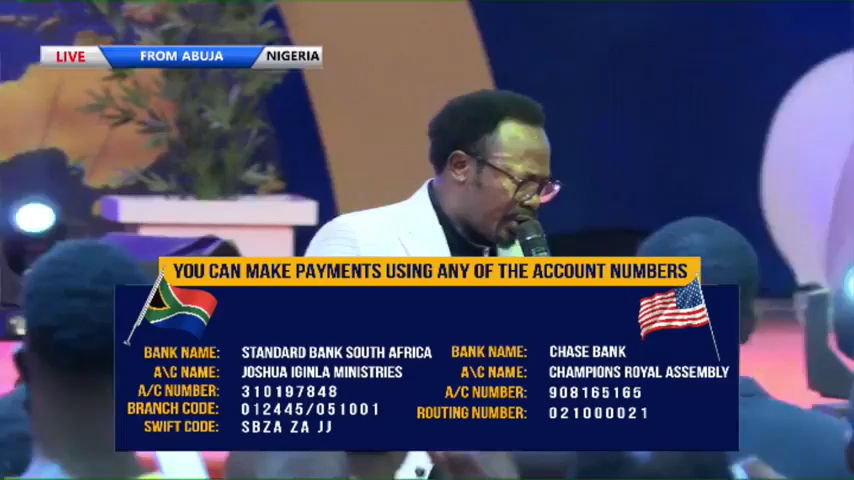 LIVE FROM ABUJA NIGERIA
YOU CAN MAKE PAYMENTS USING ANY OF THE ACCOUNT NUMBERS
BANK NAME: STANDARD BANK SOUTH AFRICA
A\C NAME: JOSHUA IGINLA MINISTRIES
A/C NUMBER: 310197848
BRANCH CODE: 012445/051001
SWIFT CODE: SBZA ZA JJ
BANK NAME: CHASE BANK
A\C NAME: CHAMPIONS ROYAL ASSEMBLY
A/C NUMBER: 908165165
ROUTING NUMBER: 021000021